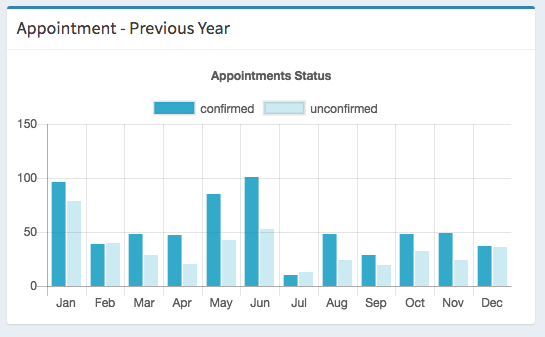 Appointment - Previous Year
Appointments Status
confirmed unconfirmed
150
100
50
0
Jan Feb Mar Apr May Jun Jul Aug Sep Oct Nov Dec